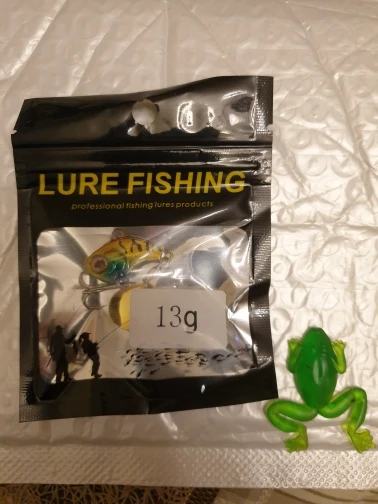 LURE FISHING
professional fishing lures products
13g